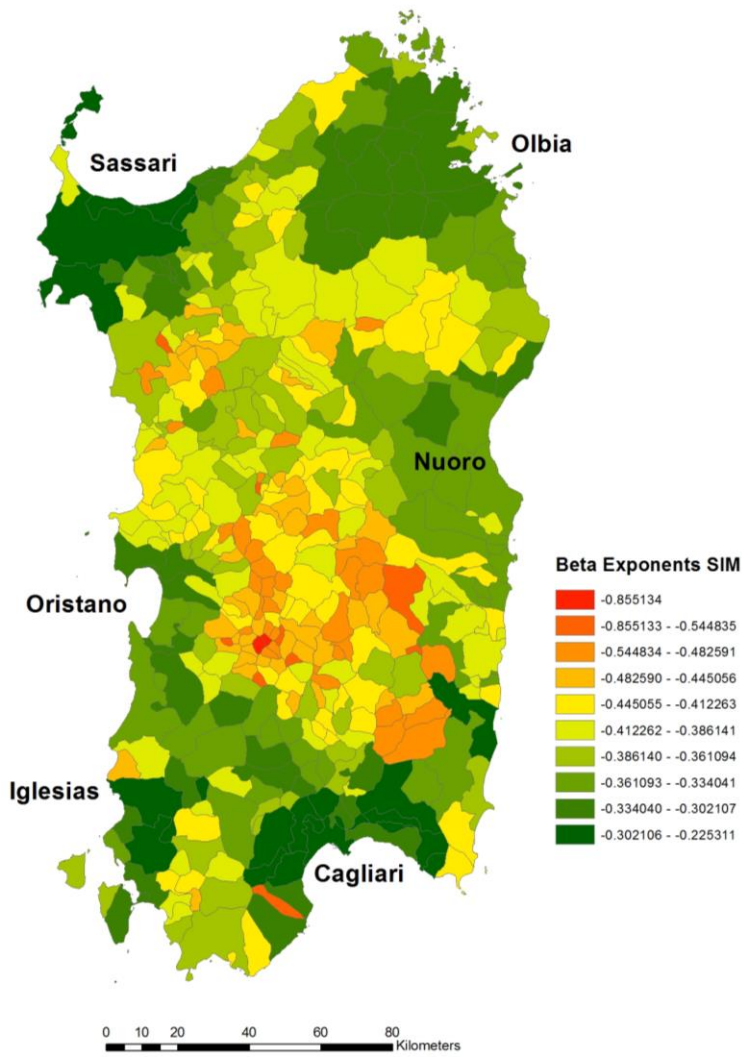 Sassari
Olbia
Nuoro
Oristano
Iglesias
Cagliari
Beta Exponents SIM
-0.855134
-0.855133 - -0.544835
-0.544834 - -0.482591
-0.482590 - -0.445056
-0.445055 - -0.412263
-0.412262 - -0.386141
-0.386140 - -0.361094
-0.361093 - -0.334041
-0.334040 - -0.302107
-0.302106 - -0.225311
0 10 20 40 60 80
Kilometers